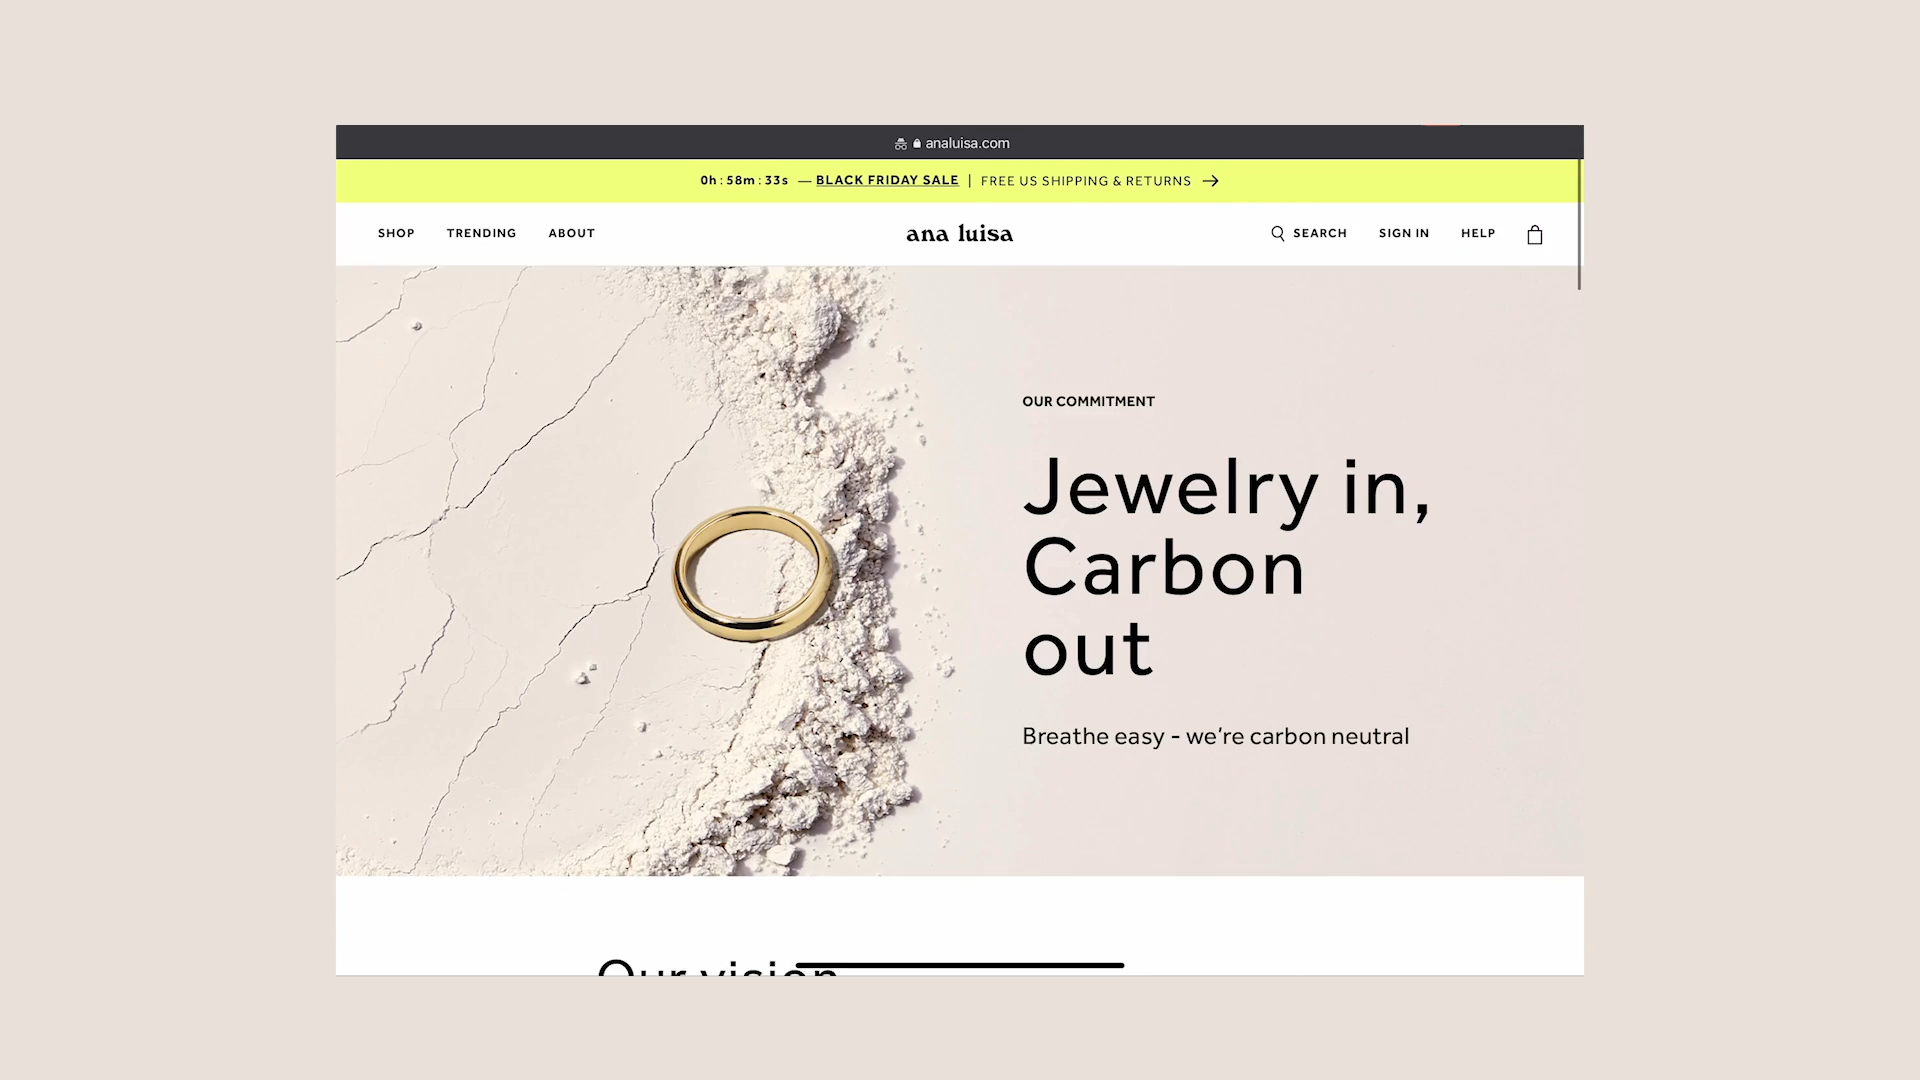 analuisa.com
0h : 58m : 33s — BLACK FRIDAY SALE | FREE US SHIPPING & RETURNS →
SHOP TRENDING ABOUT ana luisa SEARCH SIGN IN HELP
OUR COMMITMENT
Jewelry in,
Carbon
out
Breathe easy - we're carbon neutral
Our vision